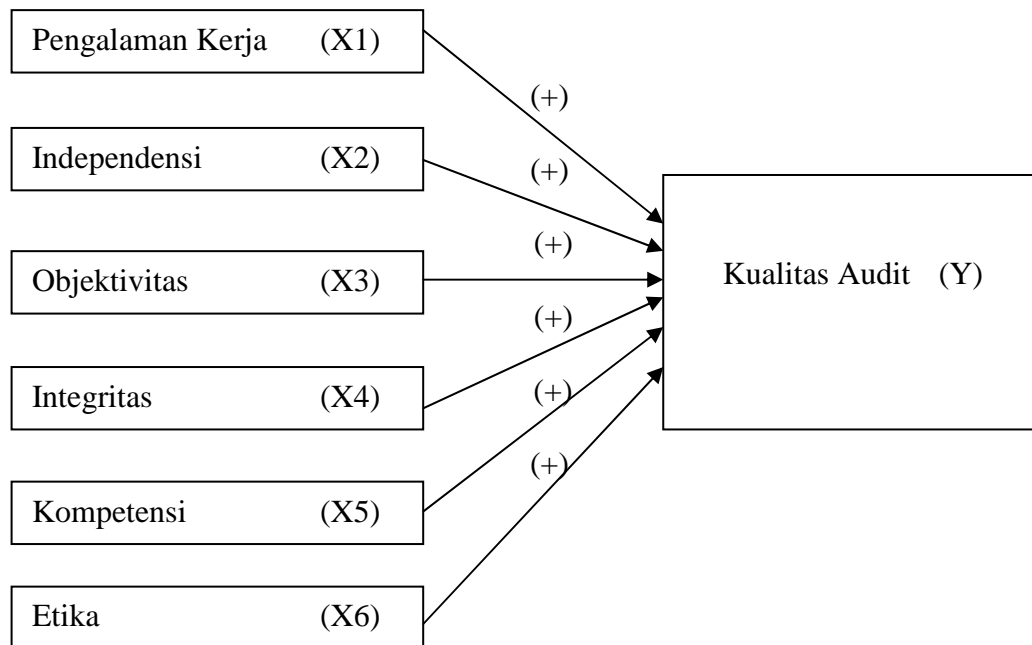 Pengalaman Kerja (X1)
(+)
Independensi (X2)
(+)
(+)
Objektivitas (X3)
Kualitas Audit (Y)
(+)
Integritas (X4)
(+)
(+)
Kompetensi (X5)
Etika (X6)